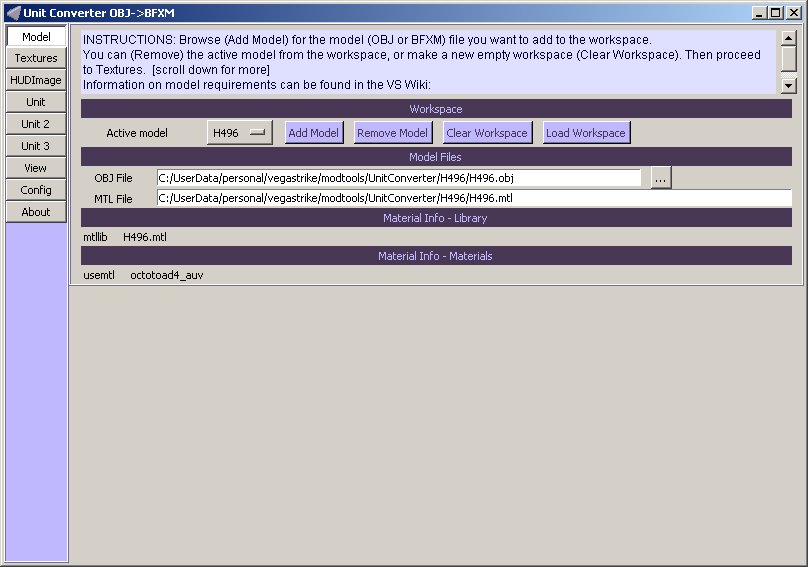 Unit Converter OBJ->BFXM
Model
Textures
HUDImage
Unit
Unit 2
Unit 3
View
Config
About
INSTRUCTIONS: Browse (Add Model) for the model (OBJ or BFXM) file you want to add to the workspace.
You can (Remove) the active model from the workspace, or make a new empty workspace (Clear Workspace). Then proceed
to Textures.  [scroll down for more]
Information on model requirements can be found in the VS Wiki:
Workspace
Active model H496 Add Model Remove Model Clear Workspace Load Workspace
Model Files
OBJ File C:/UserData/personal/vegastrike/modtools/UnitConverter/H496/H496.obj ...
MTL File C:/UserData/personal/vegastrike/modtools/UnitConverter/H496/H496.mtl
Material Info - Library
mtllib H496.mtl
Material Info - Materials
usemtl octotoad4_auv